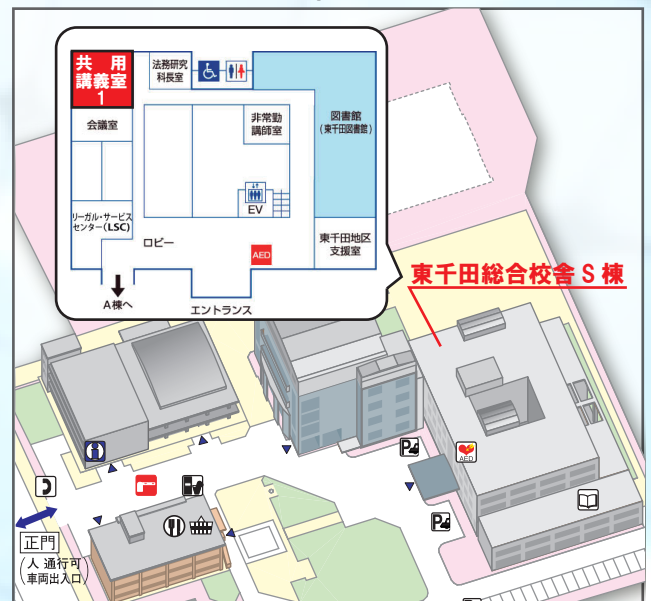 共 用
講義室
1
法務研究
科長室
会議室
非常勤
講師室
図書館
(東千田図書館)
EV
リーガル・サービス
センター(LSC)
ロビー
AED
東千田地区
支援室
A棟へ
エントランス
東千田総合校舎 S 棟
P
AED
P
正門
(人 通行可
車両出入口)